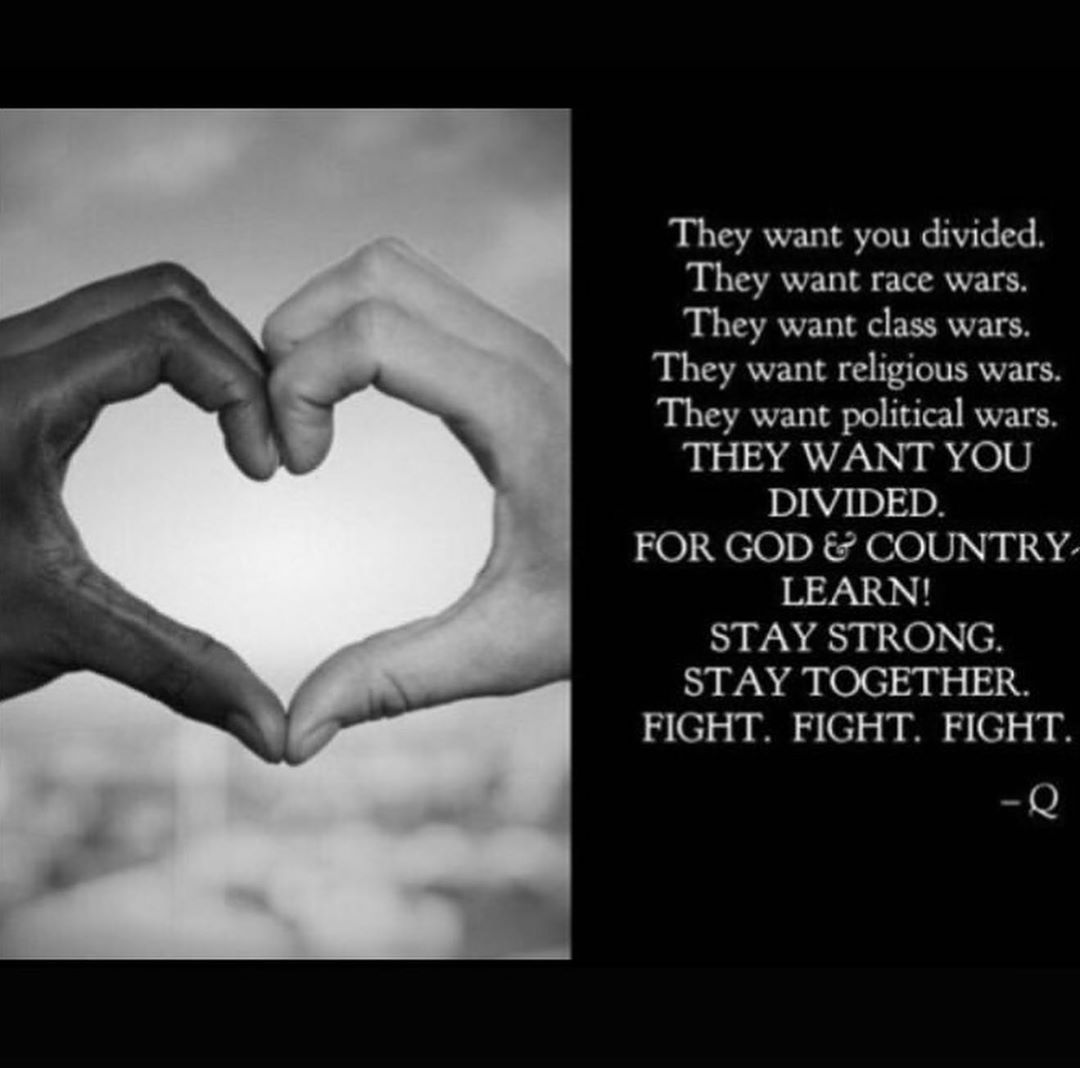 They want you divided.
They want race wars.
They want class wars.
They want religious wars.
They want political wars.
THEY WANT YOU
DIVIDED.
FOR GOD & COUNTRY-
LEARN!
STAY STRONG.
STAY TOGETHER.
FIGHT. FIGHT. FIGHT.
–Q